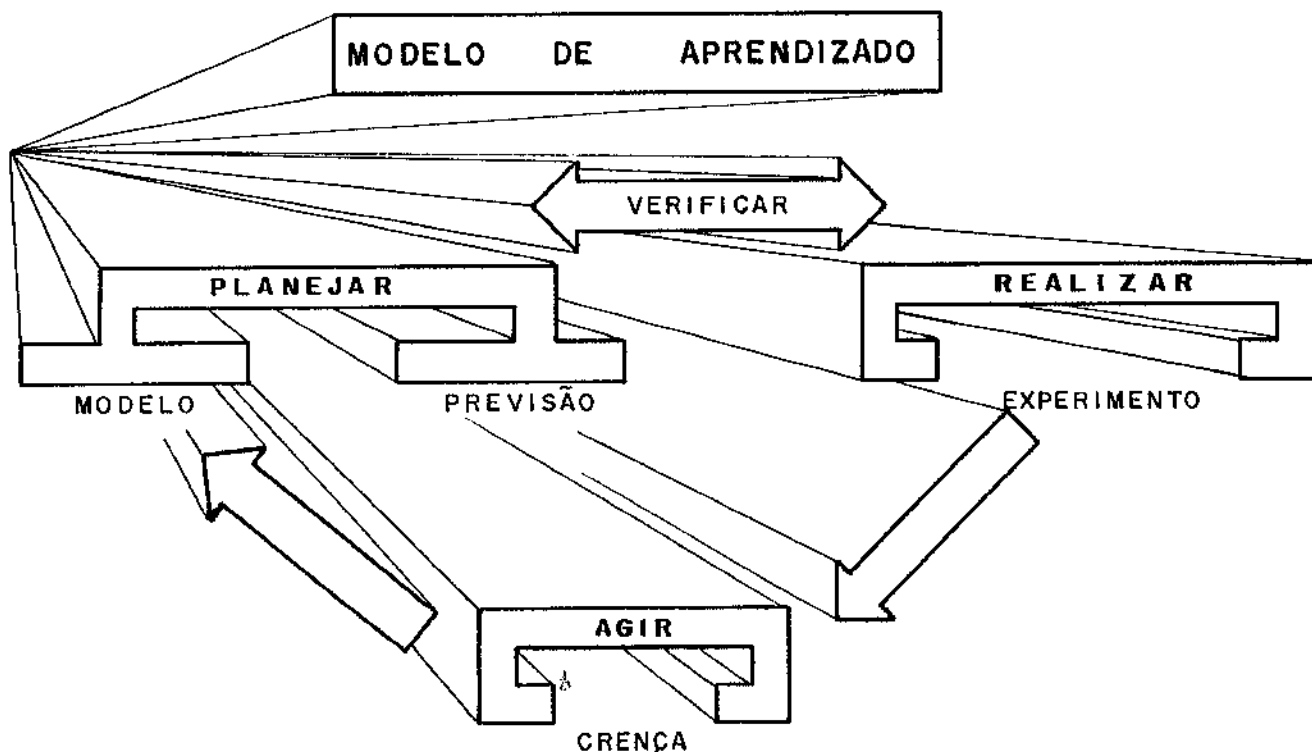 MODELO DE APRENDIZADO
VERIFICAR
PLANEJAR
REALIZAR
MODELO
PREVISÃO
EXPERIMENTO
AGIR
CRENÇA